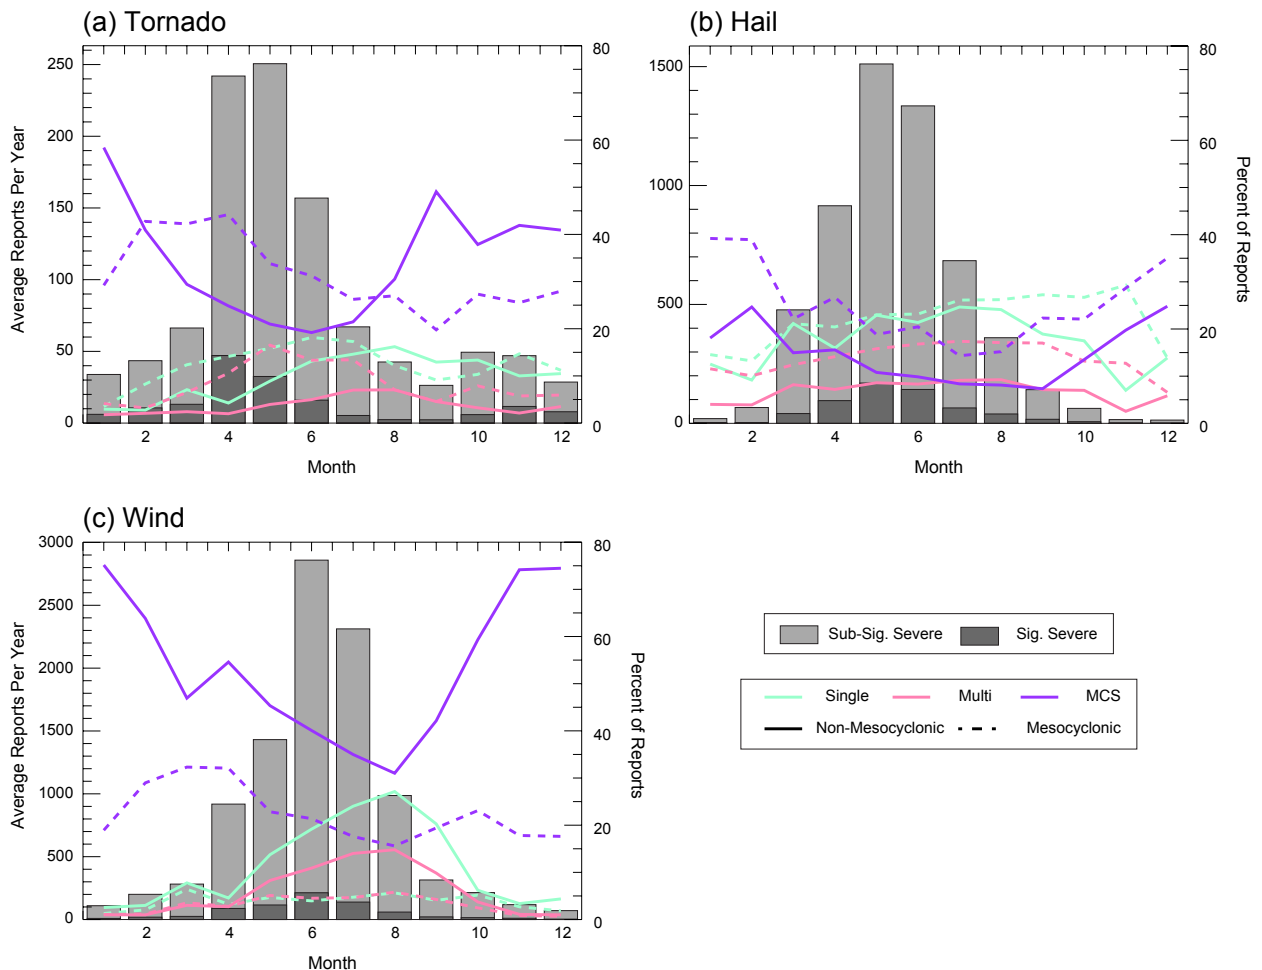 (a) Tornado
(b) Hail
250
200
150
100
50
0
80
60
40
20
0
2
4
6
8
10
12
Month
Average Reports Per Year
1500
1000
500
0
80
60
40
20
0
2
4
6
8
10
12
Month
Percent of Reports
(c) Wind
3000
2500
2000
1500
1000
500
0
80
60
40
20
0
2
4
6
8
10
12
Month
Average Reports Per Year
Percent of Reports
Sub-Sig. Severe
Sig. Severe
Single
Multi
MCS
Non-Mesocyclonic
Mesocyclonic